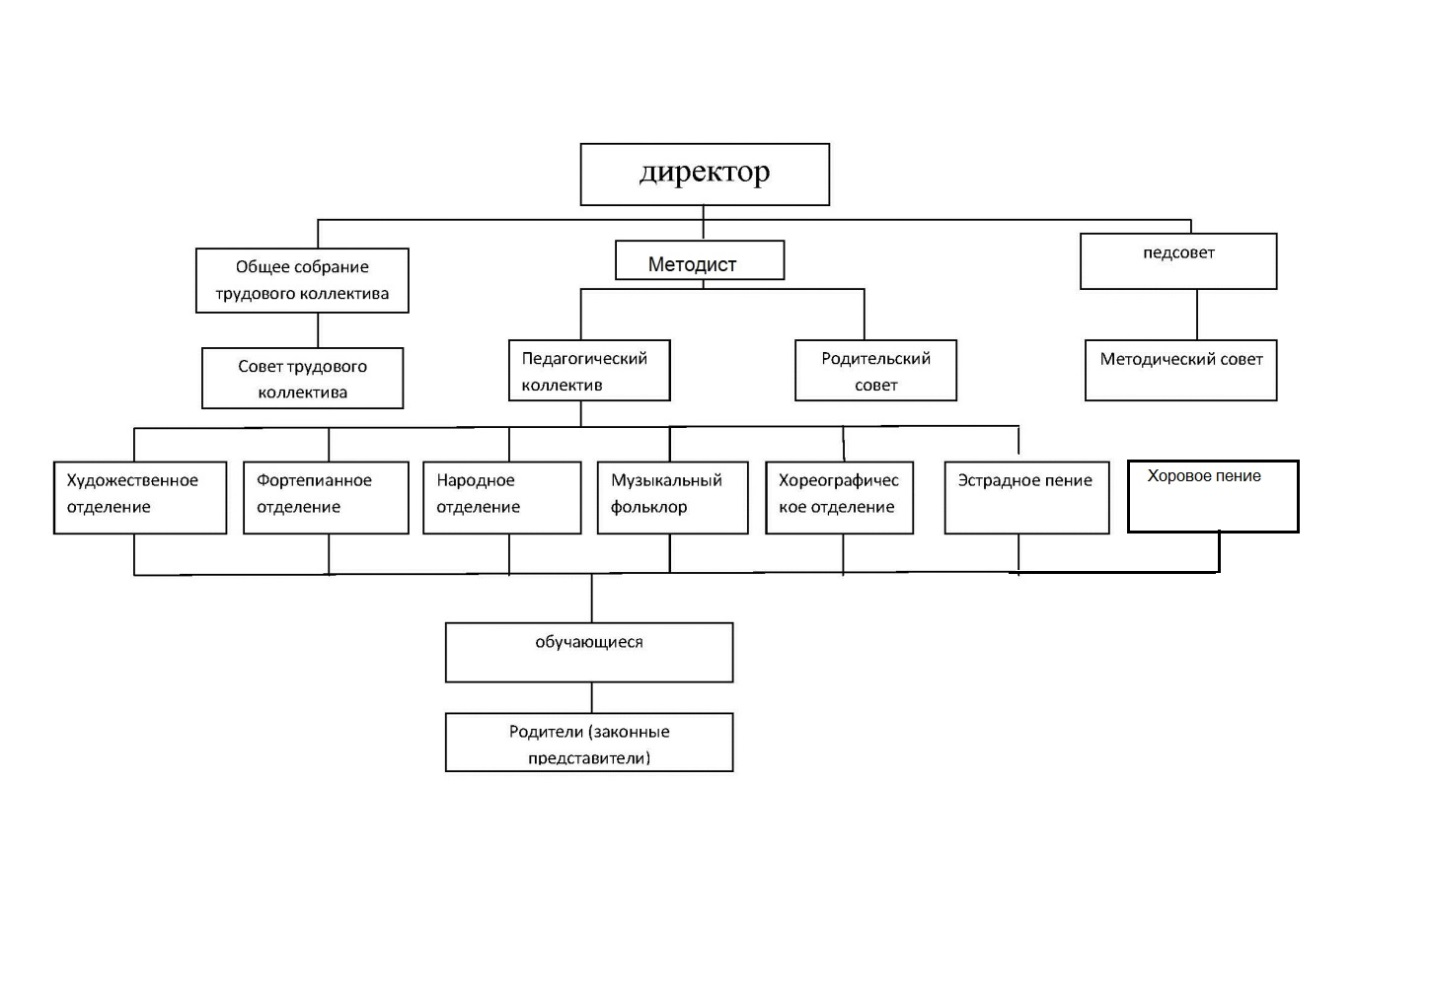 директор
Общее собрание
трудового коллектива
Методист
педсовет
Совет трудового
коллектива
Педагогический
коллектив
Родительский
совет
Методический совет
Художественное
отделение
Фортепианное
отделение
Народное
отделение
Музыкальный
фольклор
Хореографичес
кое отделение
Эстрадное пение
Хоровое пение
обучающиеся
Родители (законные
представители)